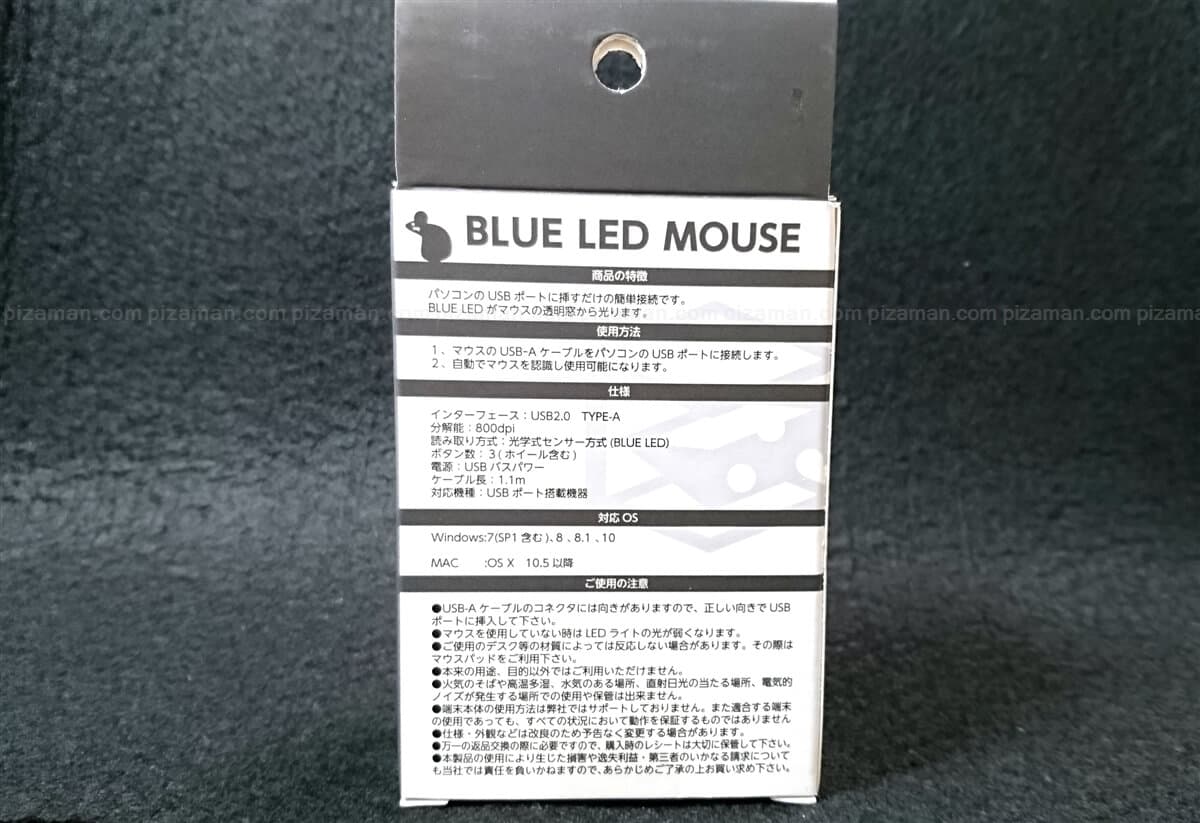 BLUE LED MOUSE
商品の特徴
パソコンの USB ポートに挿すだけの簡単接続です。
BLUE LED がマウスの透明窓から光ります。
pizaman.com pizaman.com pizaman.com pizaman.com pizaman.com pizaman.com pizaman.com pizaman.com pizama
使用方法
1、マウスの USB-A ケーブルをパソコンの USB ポートに接続します。
2、自動でマウスを認識し使用可能になります。
仕様
インターフェース：USB2.0 TYPE-A
分解能：800dpi
読み取り方式：光学式センサー方式 (BLUE LED)
ボタン数：3 ( ホイール含む )
電源：USB バスパワー
ケーブル長：1.1m
対応機種：USB ポート搭載機器
対応 OS
Windows:7(SP1 含む )、8 、8.1 、10
MAC :OS X 10.5 以降
ご使用の注意
●USB-A ケーブルのコネクタには向きがありますので、正しい向きで USB
ポートに挿入して下さい。
●マウスを使用していない時は LED ライトの光が弱くなります。
●ご使用のデスク等の材質によっては反応しない場合があります。その際は
マウスパッドをご利用下さい。
●本来の用途、目的以外ではご利用いただけません。
●火気のそばや高温多湿、水気のある場所、直射日光の当たる場所、電気的
ノイズが発生する場所での使用や保管は出来ません。
●端末本体の使用方法は弊社ではサポートしておりません。また適合する端末
の使用であっても、すべての状況において動作を保証するものではありません
●仕様・外観などは改良のため予告なく変更する場合があります。
●万一の返品交換の際に必要ですので、購入時のレシートは大切に保管して下さい。
●本製品の使用により生じた損害や逸失利益・第三者のいかなる請求について
も当社では責任を負いかねますので、あらかじめご了承の上お買い求め下さい。